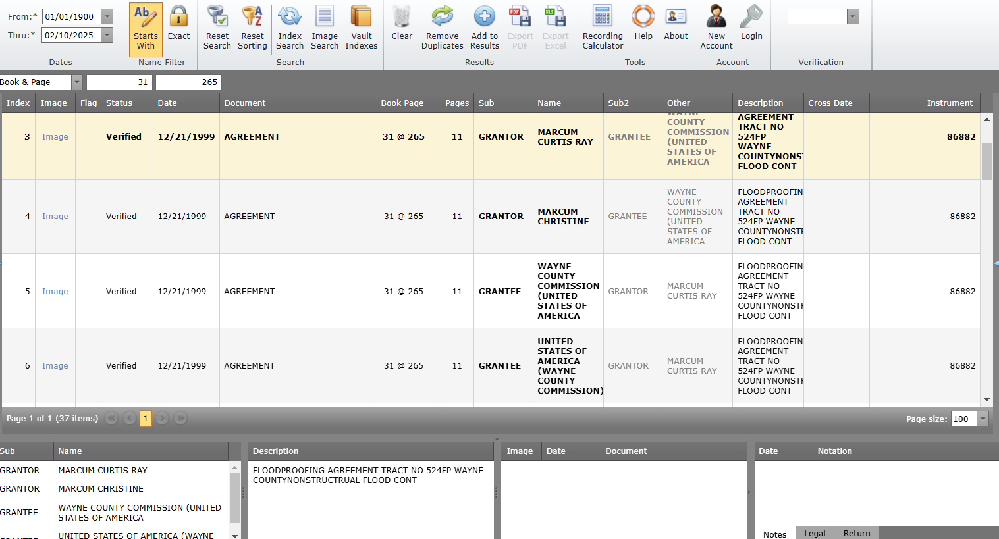 From:* 01/01/1900
Thru:* 02/10/2025
Dates
Ab
Starts With
Exact
Name Filter
Reset Search
Reset Sorting
Index Search
Image Search
Vault Indexes
Search
Clear
Remove Duplicates
Add to Results
PDF
Export PDF
XLS
Export Excel
Results
Recording Calculator
Help
About
Tools
New Account
Login
Account
Verification
Book & Page 31 265
Index Image Flag Status Date Document Book Page Pages Sub Name Sub2 Other Description Cross Date Instrument
3 Image Verified 12/21/1999 AGREEMENT 31 @ 265 11 GRANTOR
MARCUM
CURTIS RAY
GRANTEE
WAYNE
COUNTY
COMMISSION
(UNITED
STATES OF
AMERICA
AGREEMENT
TRACT NO
524FP
WAYNE
COUNTYNONST
FLOOD CONT
86882
4 Image Verified 12/21/1999 AGREEMENT 31 @ 265 11 GRANTOR
MARCUM
CHRISTINE
GRANTEE
WAYNE
COUNTY
COMMISSION
(UNITED
STATES OF
AMERICA
FLOODPROOFIN
AGREEMENT
TRACT NO
524FP WAYNE
COUNTYNONSTR
FLOOD CONT
86882
5 Image Verified 12/21/1999 AGREEMENT 31 @ 265 11 GRANTEE
WAYNE
COUNTY
COMMISSION
(UNITED
STATES OF
AMERICA
GRANTOR
MARCUM
CURTIS RAY
FLOODPROOFIN
AGREEMENT
TRACT NO
524FP WAYNE
COUNTYNONSTR
FLOOD CONT
86882
6 Image Verified 12/21/1999 AGREEMENT 31 @ 265 11 GRANTEE
UNITED
STATES OF
AMERICA
(WAYNE
COUNTY
COMMISSION)
GRANTOR
MARCUM
CURTIS RAY
FLOODPROOFIN
AGREEMENT
TRACT NO
524FP WAYNE
COUNTYNONSTR
FLOOD CONT
86882
Page 1 of 1 (37 items) 1 Page size: 100
Sub Name
GRANTOR MARCUM CURTIS RAY
GRANTOR MARCUM CHRISTINE
GRANTEE WAYNE COUNTY COMMISSION (UNITED
STATES OF AMERICA
UNITED STATES OF AMERICA (WAYNE
Description
FLOODPROOFING AGREEMENT TRACT NO 524FP WAYNE
COUNTYNONSTRUCTRUAL FLOOD CONT
Image Date Document
Date Notation
Notes Legal Return